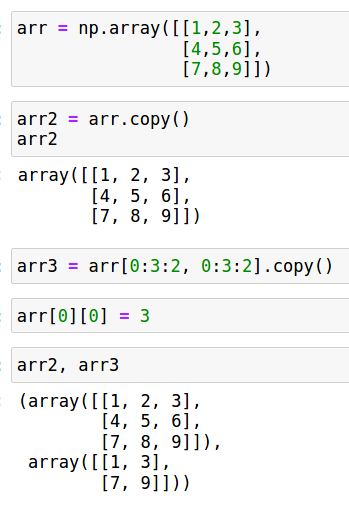 arr = np.array([[1,2,3],
[4,5,6],
[7,8,9]])
arr2 = arr.copy()
arr2
array([[1, 2, 3],
[4, 5, 6],
[7, 8, 9]])
arr3 = arr[0:3:2, 0:3:2].copy()
arr[0][0] = 3
arr2, arr3
(array([[1, 2, 3],
[4, 5, 6],
[7, 8, 9]]),
array([[1, 3],
[7, 9]]))